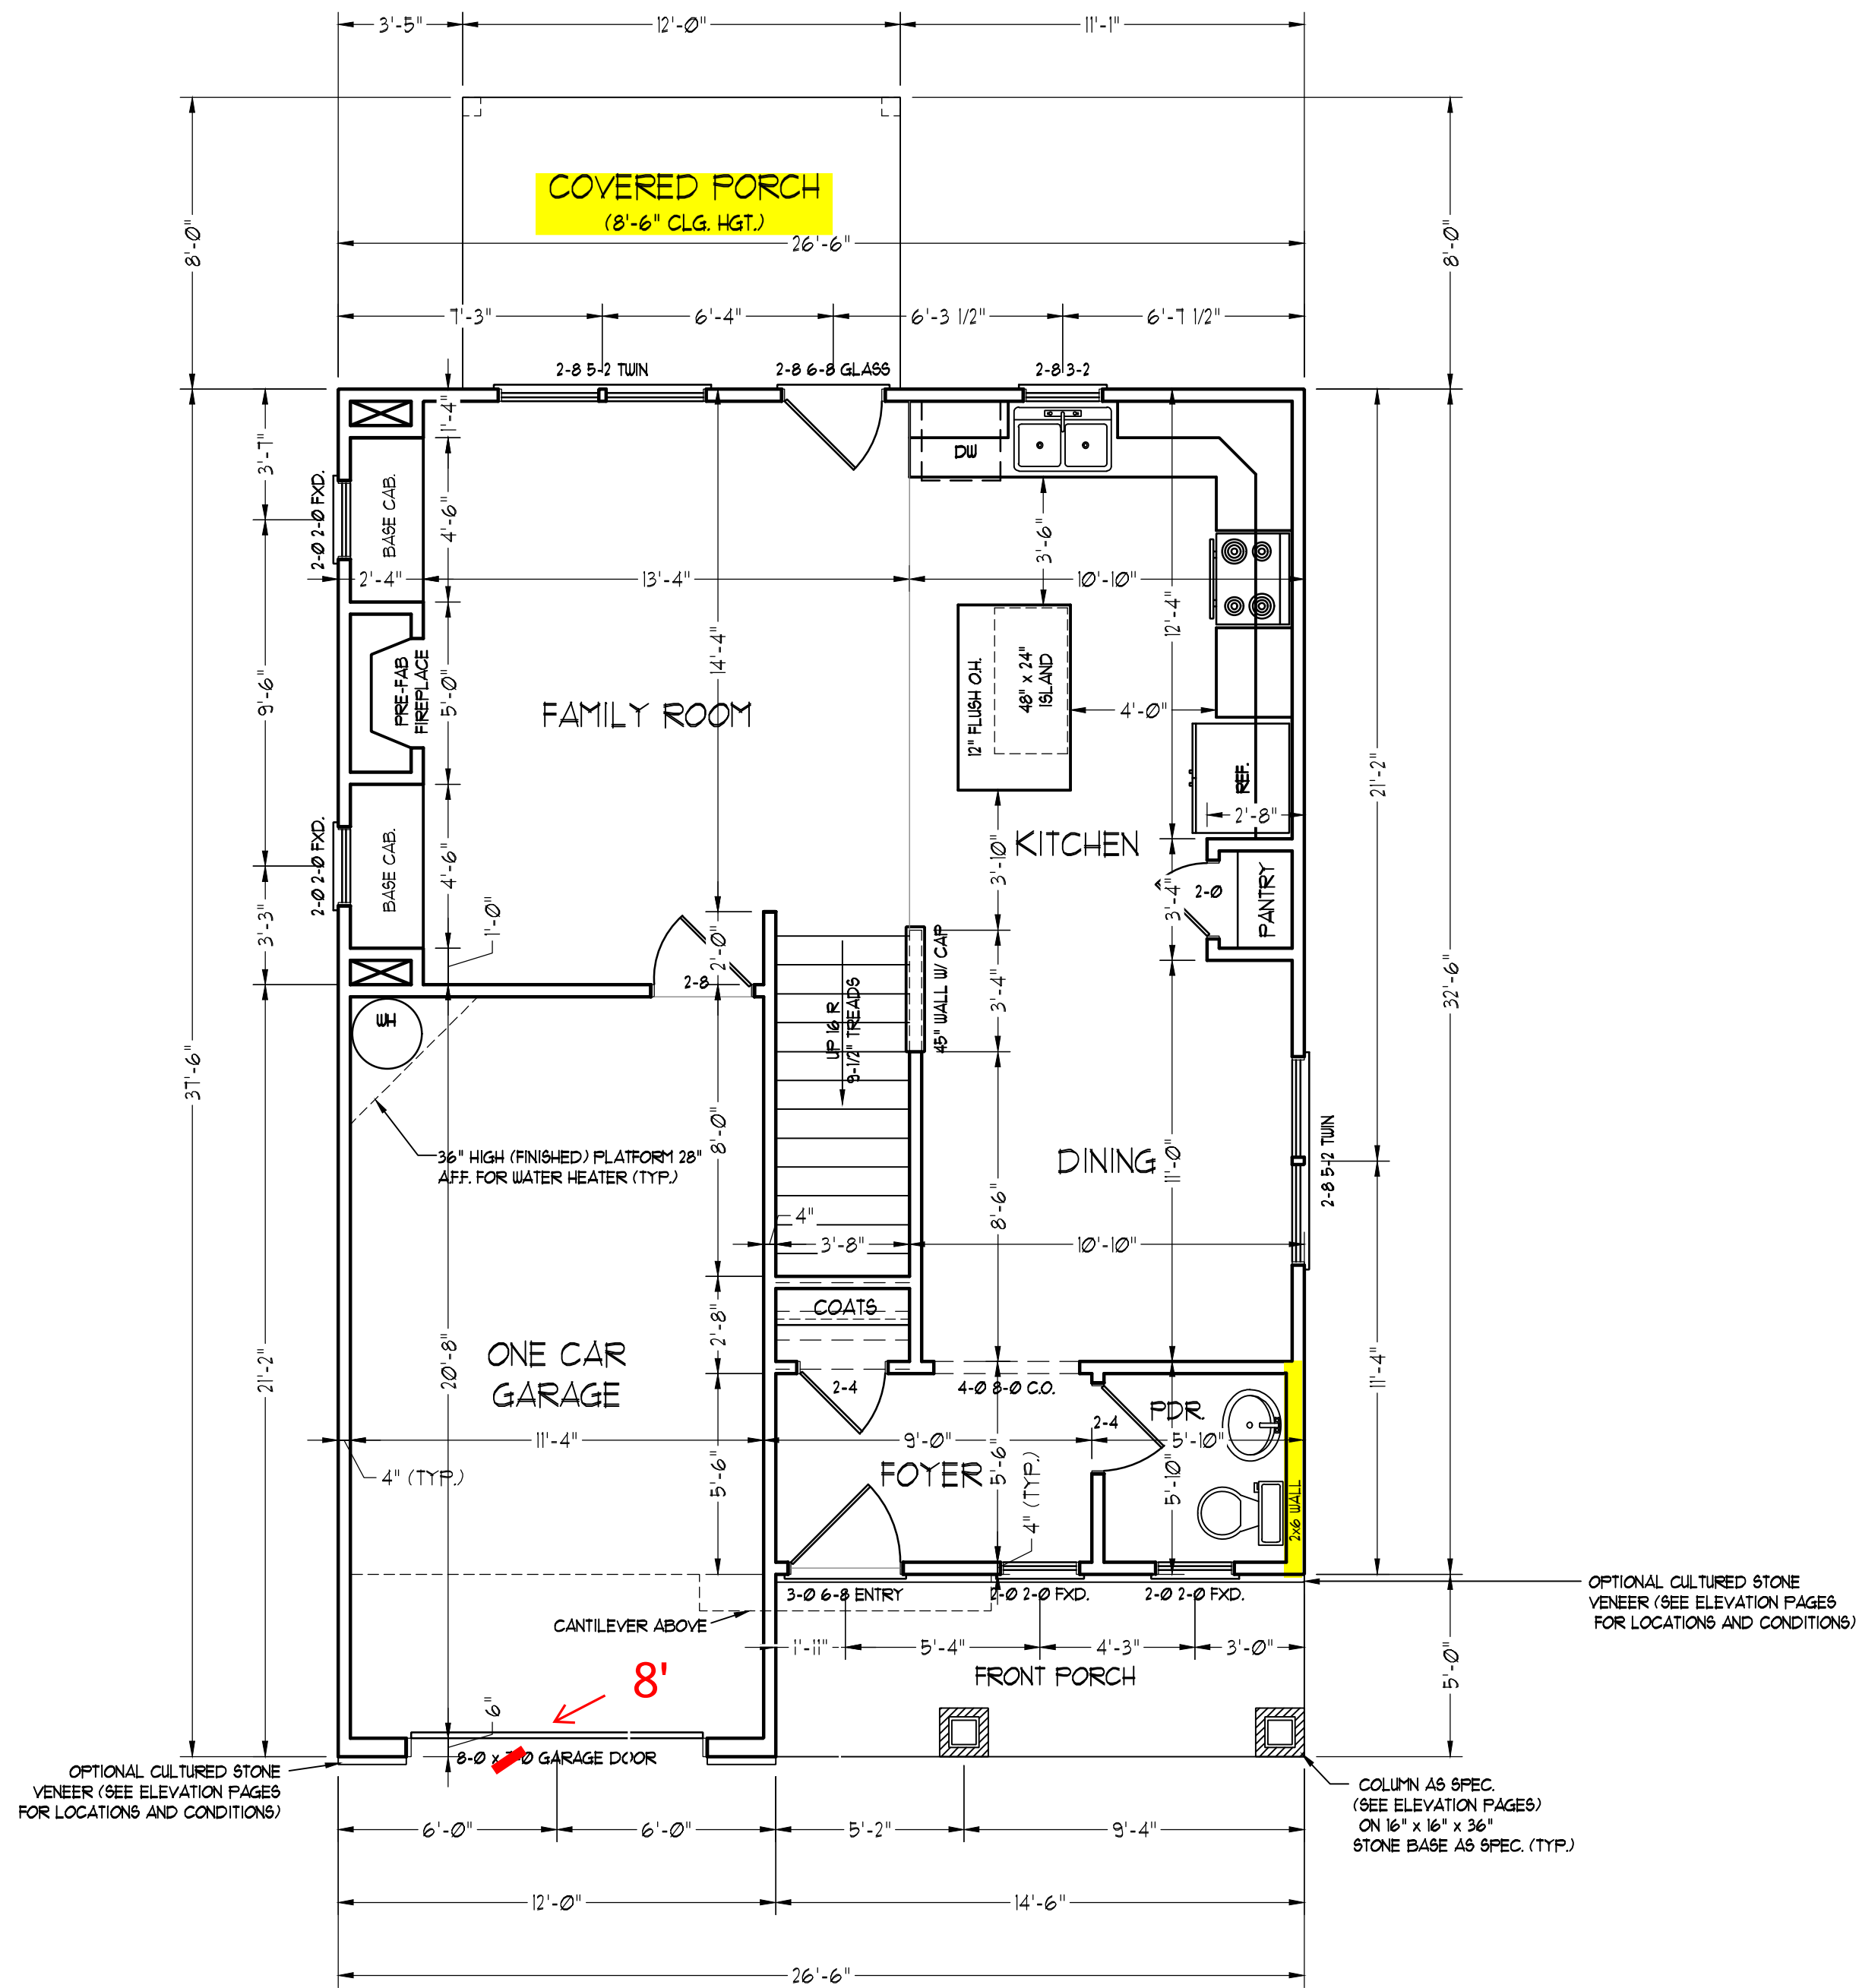 3'-5"
12'-0"
11'-1"
COVERED PORCH
(8'-6" CLG. HGT.)
26'-6"
8'-0"
8'-0"
7'-3"
6'-4"
6'-3 1/2"
6'-7 1/2"
2-8 5-2 TWIN
2-8 6-8 GLASS
2-8 3-2
1'-4"
3'-7"
2-0 2-0 FXD.
BASE CAB.
4'-6"
DW
3'-6"
2'-4"
13'-4"
10'-10"
12'-4"
14'-4"
9'-6"
PRE-FAB
FIREPLACE
5'-0"
FAMILY ROOM
12" FLUSH O.H.
48" x 24"
ISLAND
4'-0"
REF.
2'-8"
21'-2"
2-0 2-0 FXD.
BASE CAB.
4'-6"
3'-10"
KITCHEN
3'-3"
1'-0"
2'-0"
2-8
3'-4"
2-0
PANTRY
3'-4"
45" WALL W/ CAP
32'-6"
WH
UP 16 R
9-1/2" TREADS
37'-6"
36" HIGH (FINISHED) PLATFORM 28"
A.F.F. FOR WATER HEATER (TYP.)
8'-0"
DINING
11'-0"
2-8 5-2 TWIN
8'-6"
4"
3'-8"
10'-10"
COATS
2'-8"
ONE CAR
GARAGE
20'-8"
21'-2"
11'-4"
2-4
4-0 8-0 C.O.
PDR.
2-4
11'-4"
9'-0"
5'-10"
4" (TYP.)
FOYER
5'-6"
5'-6"
4" (TYP.)
5'-10"
2x6 WALL
3-0 6-8 ENTRY
2-0 2-0 FXD.
2-0 2-0 FXD.
CANTILEVER ABOVE
OPTIONAL CULTURED STONE
VENEER (SEE ELEVATION PAGES
FOR LOCATIONS AND CONDITIONS)
1'-11"
5'-4"
4'-3"
3'-0"
FRONT PORCH
5'-0"
8'
6"
8-0 x 7-0 GARAGE DOOR
OPTIONAL CULTURED STONE
VENEER (SEE ELEVATION PAGES
FOR LOCATIONS AND CONDITIONS)
COLUMN AS SPEC.
(SEE ELEVATION PAGES)
ON 16" x 16" x 36"
STONE BASE AS SPEC. (TYP.)
6'-0"
6'-0"
5'-2"
9'-4"
12'-0"
14'-6"
26'-6"